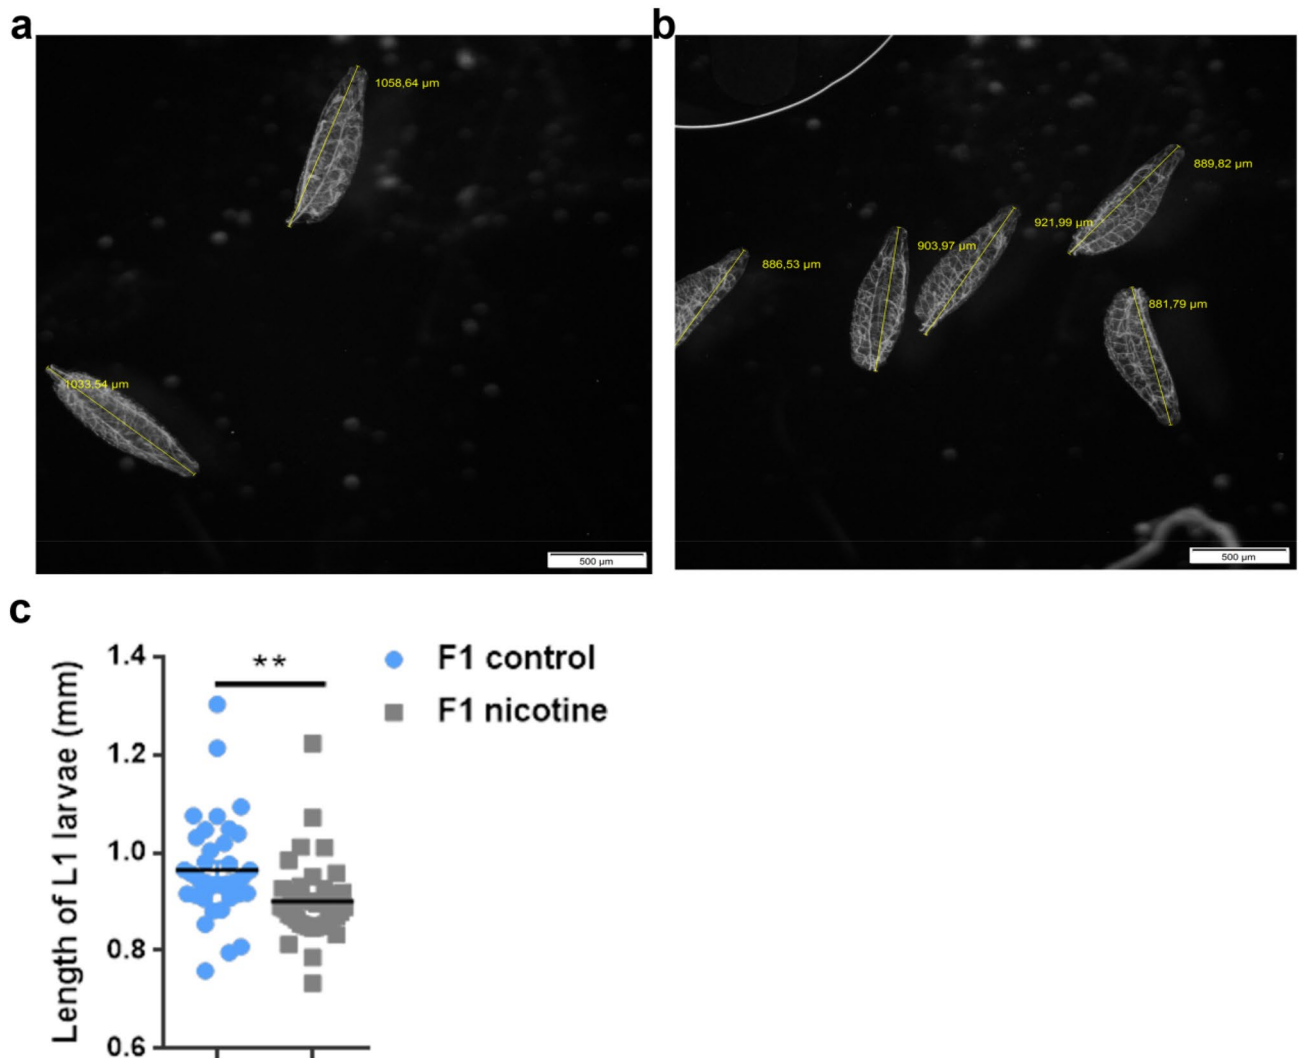 a
b
1058,64 µm
1033,54 µm
500 µm
889,82 µm
921,99 µm
903,97 µm
886,53 µm
881,79 µm
500 µm
c
Length of L1 larvae (mm)
1.4
1.2
1.0
0.8
0.6
**
F1 control
F1 nicotine